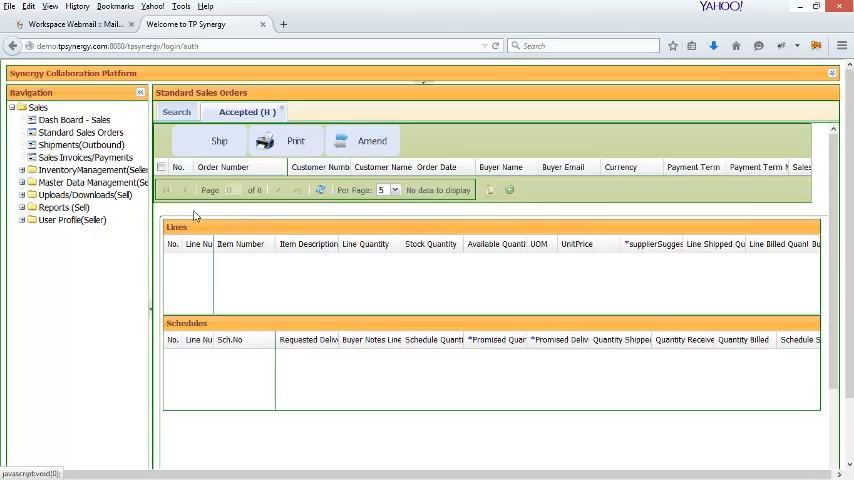 File Edit View History Bookmarks Yahoo! Tools Help YAHOO!
Workspace Webmail :: Mail... × Welcome to TP Synergy × +
demo.tpsynergy.com:8080/tpsynergy/login/auth Search
Synergy Collaboration Platform
Navigation
Sales
Dash Board - Sales
Standard Sales Orders
Shipments(Outbound)
Sales Invoices/Payments
InventoryManagement(Seller
Master Data Management(Se
Uploads/Downloads(Sel)
Reports (Sell)
User Profile(Seller)
Standard Sales Orders
Search Accepted (H )
Ship Print Amend
No. Order Number Customer Numb Customer Name Order Date Buyer Name Buyer Email Currency Payment Term Payment Term M Sales
Page 0 of 0 Per Page: 5 No data to display
Lines
No. Line Nu Item Number Item Description Line Quantity Stock Quantity Available Quanti UOM UnitPrice *supplierSugges Line Shipped Qu Line Billed Quant Bu
Schedules
No. Line Nu Sch.No Requested Deliv Buyer Notes Line Schedule Quanti *Promised Quar *Promised Deliv Quantity Shipped Quantity Receive Quantity Billed Schedule S
javascript:void(0);